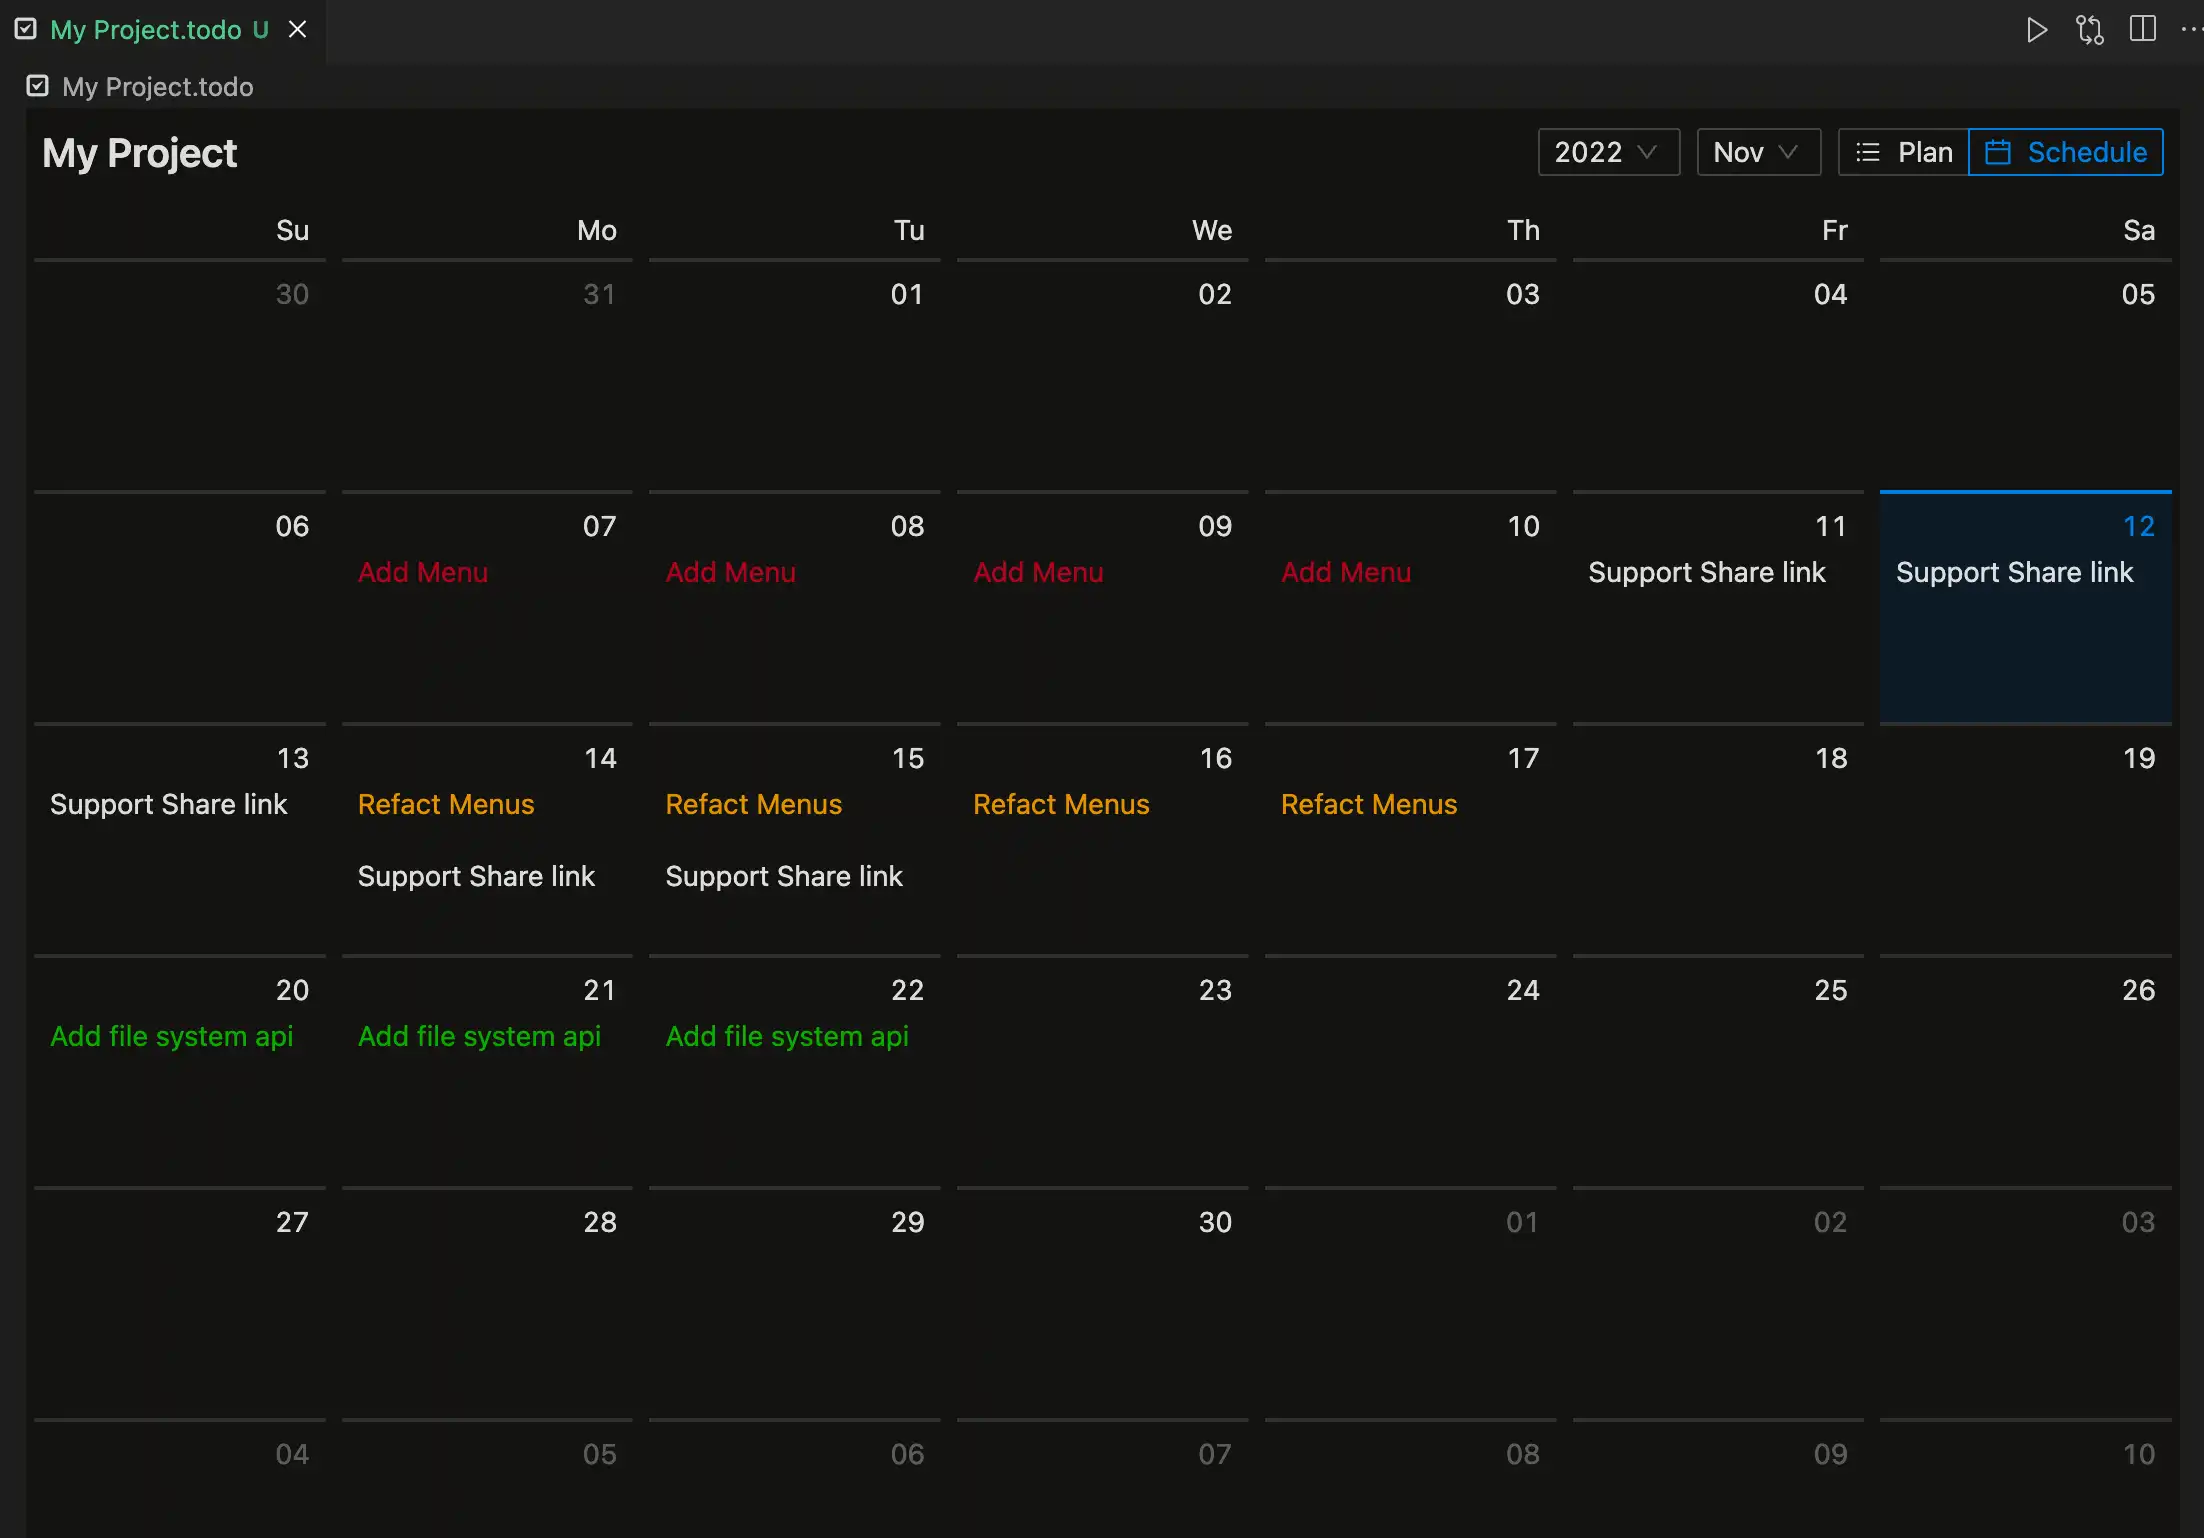 My Project.todo U
My Project.todo
My Project 2022 Nov Plan Schedule
Su Mo Tu We Th Fr Sa
30 31 01 02 03 04 05
06 07 08 09 10 11 12
Add Menu Add Menu Add Menu Add Menu Support Share link Support Share link
13 14 15 16 17 18 19
Support Share link Refact Menus Refact Menus Refact Menus Refact Menus
Support Share link Support Share link
20 21 22 23 24 25 26
Add file system api Add file system api Add file system api
27 28 29 30 01 02 03
04 05 06 07 08 09 10